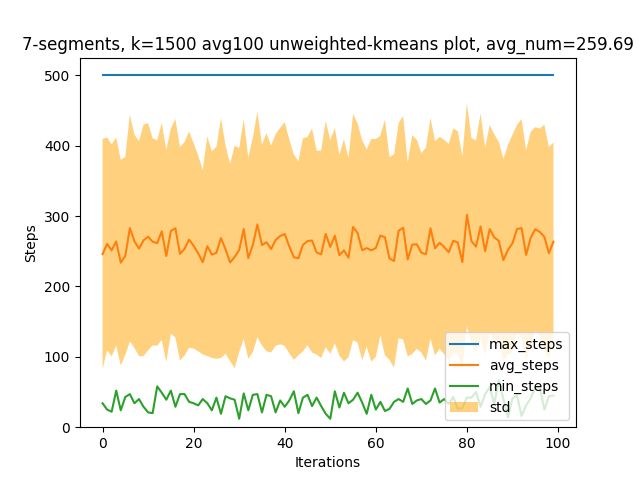 7-segments, k=1500 avg100 unweighted-kmeans plot, avg_num=259.69
500
400
300
200
100
0
Steps
max_steps
avg_steps
min_steps
std
0
20
40
60
80
100
Iterations